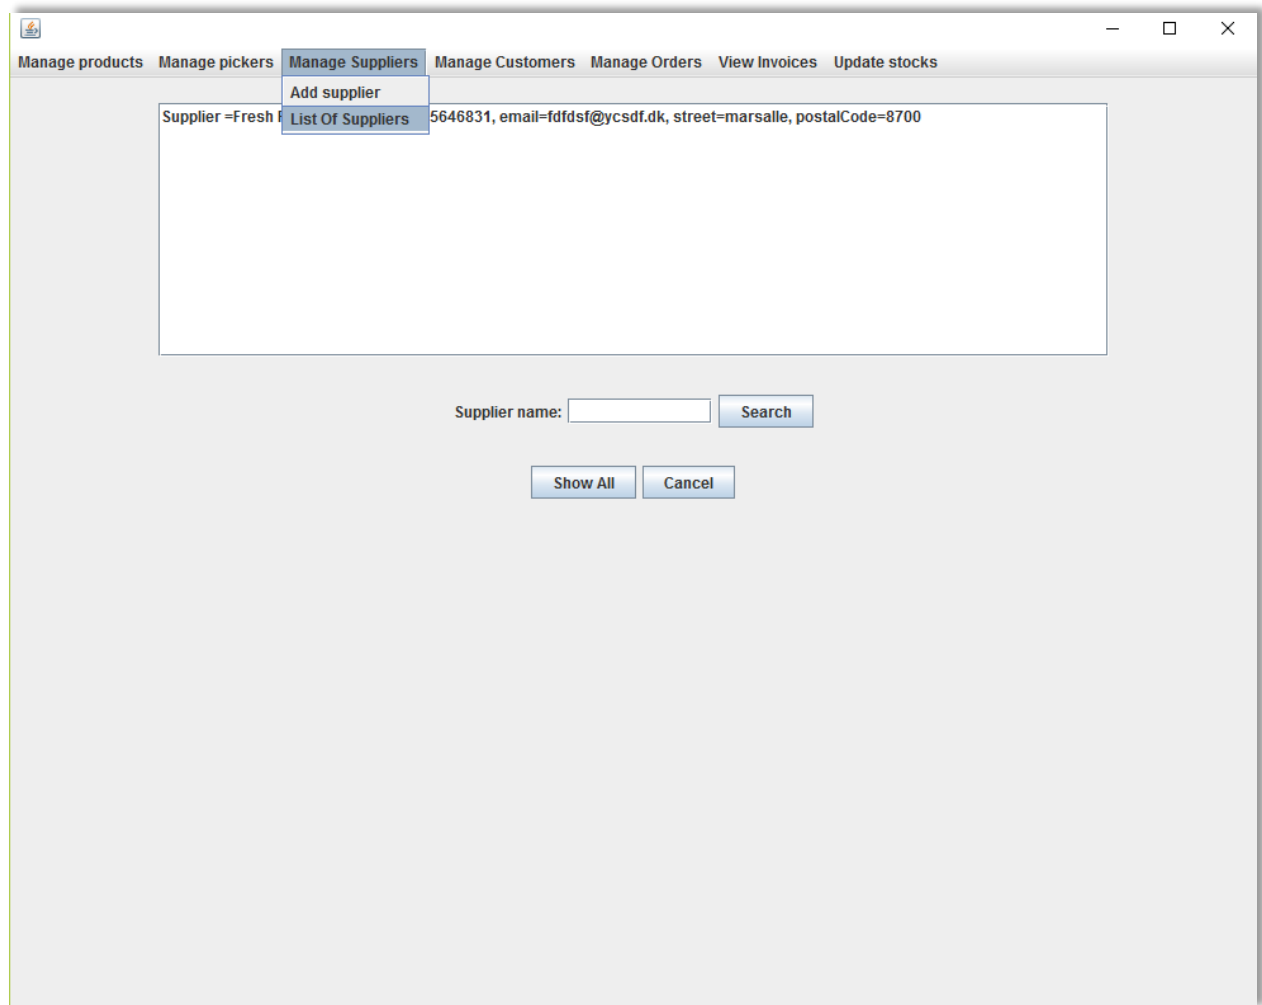 Manage products Manage pickers Manage Suppliers Manage Customers Manage Orders View Invoices Update stocks
Add supplier
List Of Suppliers
Supplier =Fresh 5646831, email=fdfdsf@ycsdf.dk, street=marsalle, postalCode=8700
Supplier name: Search
Show All Cancel